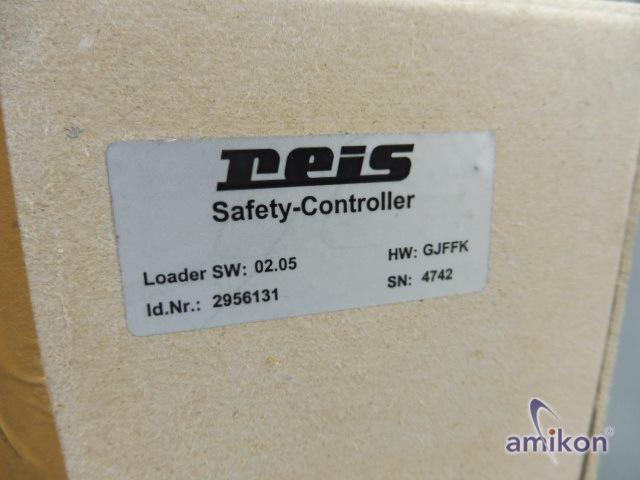 reis
Safety-Controller
Loader SW: 02.05
HW: GJFFK
Id.Nr.: 2956131
SN: 4742
amikon®